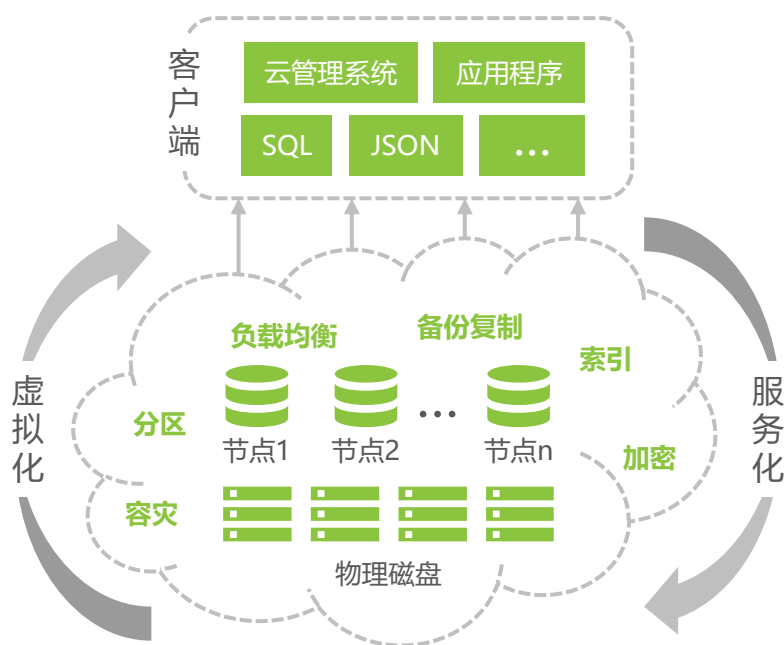 客户端
云管理系统
应用程序
SQL
JSON
...
负载均衡
备份复制
索引
分区
...
节点1
节点2
节点n
加密
容灾
物理磁盘
虚拟化
服务化